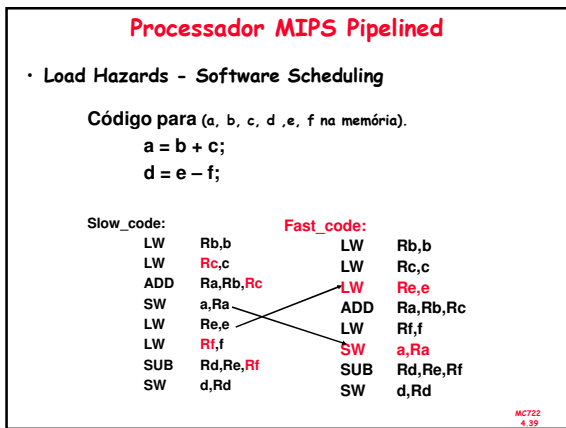 Processador MIPS Pipelined
• Load Hazards - Software Scheduling
Código para (a, b, c, d ,e, f na memória).
a = b + c;
d = e – f;
Slow_code:
LW Rb,b
LW Rc,c
ADD Ra,Rb,Rc
SW a,Ra
LW Re,e
LW Rf,f
SUB Rd,Re,Rf
SW d,Rd
Fast_code:
LW Rb,b
LW Rc,c
LW Re,e
ADD Ra,Rb,Rc
LW Rf,f
SW a,Ra
SUB Rd,Re,Rf
SW d,Rd
MC722
4.39